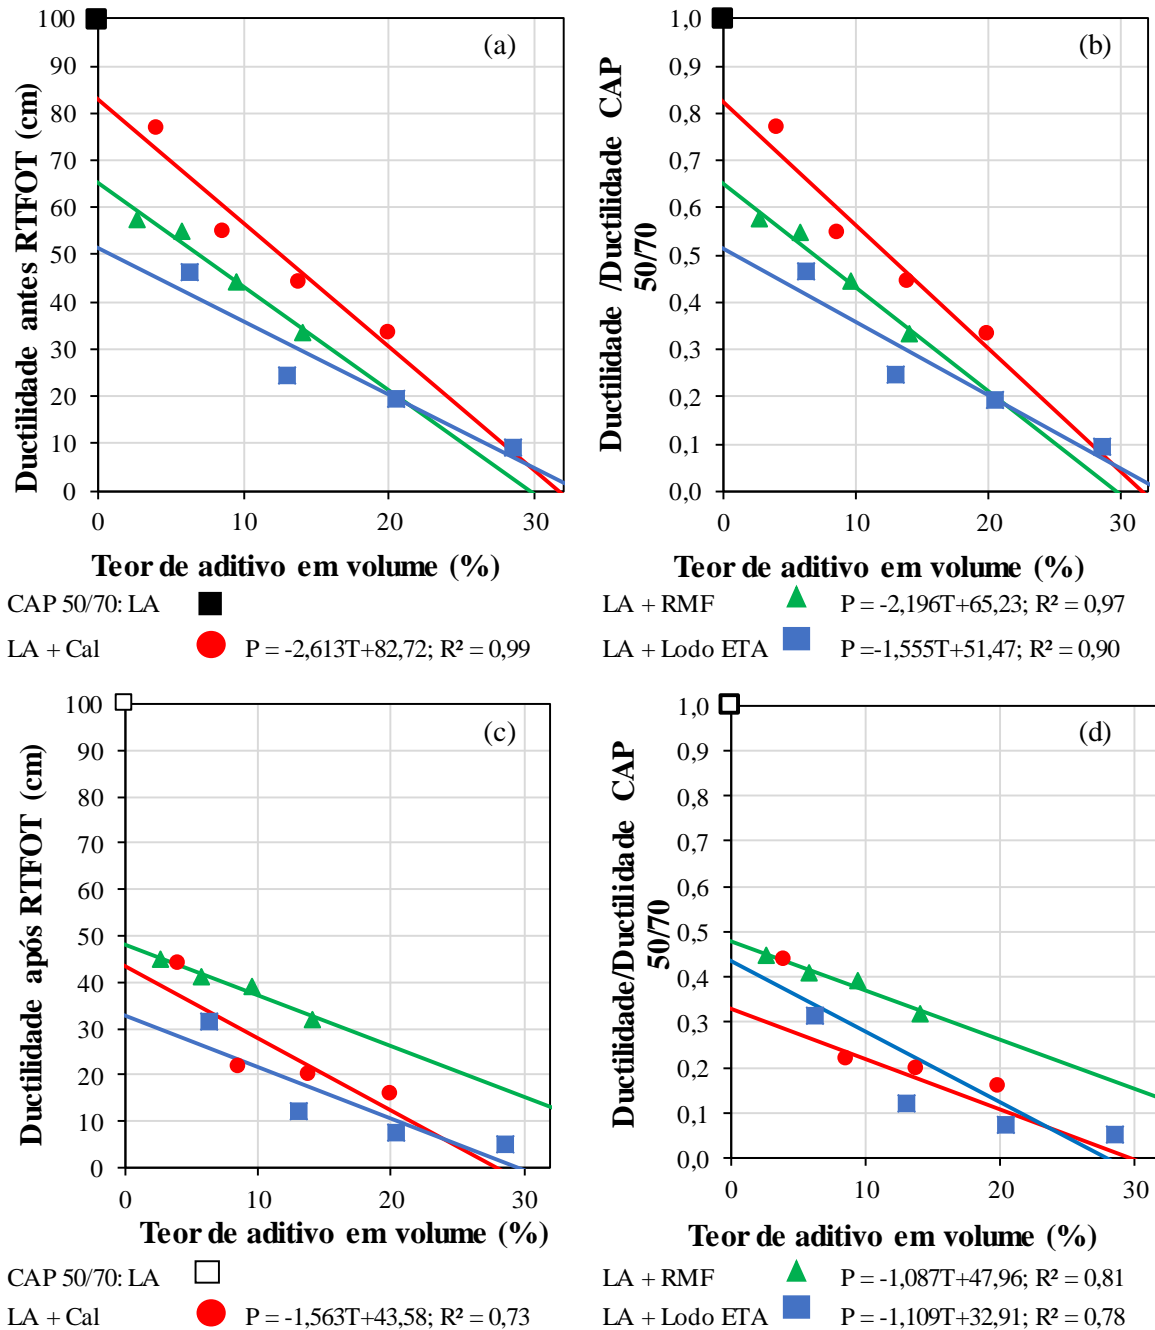 Ductilidade antes RTFOT (cm)
100
90
80
70
60
50
40
30
20
10
0
(a)
0 10 20 30
Teor de aditivo em volume (%)
Ductilidade /Ductilidade CAP
50/70
1,0
0,9
0,8
0,7
0,6
0,5
0,4
0,3
0,2
0,1
0,0
(b)
0 10 20 30
Teor de aditivo em volume (%)
CAP 50/70: LA
LA + RMF P = -2,196T+65,23; R² = 0,97
LA + Cal P = -2,613T+82,72; R² = 0,99
LA + Lodo ETA P =-1,555T+51,47; R² = 0,90
Ductilidade após RTFOT (cm)
100
90
80
70
60
50
40
30
20
10
0
(c)
0 10 20 30
Teor de aditivo em volume (%)
Ductilidade/Ductilidade CAP
50/70
1,0
0,9
0,8
0,7
0,6
0,5
0,4
0,3
0,2
0,1
0,0
(d)
0 10 20 30
Teor de aditivo em volume (%)
CAP 50/70: LA
LA + RMF P = -1,087T+47,96; R² = 0,81
LA + Cal P = -1,563T+43,58; R² = 0,73
LA + Lodo ETA P = -1,109T+32,91; R² = 0,78